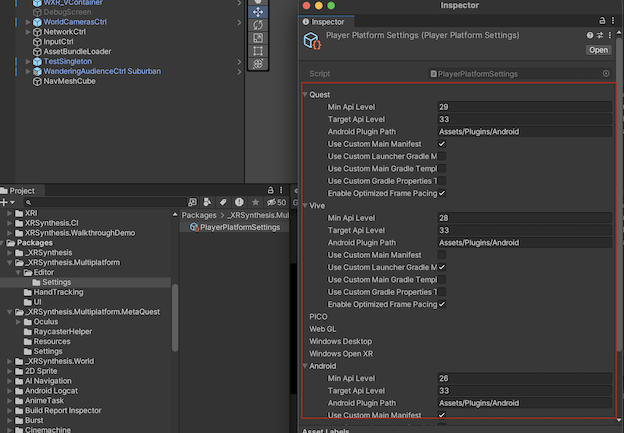 WXR_VContainer
DebugScreen
WorldCamerasCtrl
NetworkCtrl
InputCtrl
AssetBundleLoader
TestSingleton
WanderingAudienceCtrl Suburban
NavMeshCube
Project
50
XRI
XRSynthesis.CI
XRSynthesis.WalkthroughDemo
Packages
_XRSynthesis
_XRSynthesis.Multiplatform
Editor
Settings
HandTracking
UI
_XRSynthesis.Multiplatform.MetaQuest
Oculus
RaycasterHelper
Resources
Settings
_XRSynthesis.World
2D Sprite
AI Navigation
Android Logcat
AnimeTask
Build Report Inspector
Burst
Cinemachine
Packages > _XRSynthesis.Mul
PlayerPlatformSettings
Inspector
Inspector
Player Platform Settings (Player Platform Settings)
Open
Script PlayerPlatformSettings
Quest
Min Api Level 29
Target Api Level 33
Android Plugin Path Assets/Plugins/Android
Use Custom Main Manifest
Use Custom Launcher Gradle M
Use Custom Main Grade Templ
Use Custom Gradle Properties T
Enable Optimized Frame Pacing
Vive
Min Api Level 28
Target Api Level 33
Android Plugin Path Assets/Plugins/Android
Use Custom Main Manifest
Use Custom Launcher Gradle M
Use Custom Main Grade Templ
Use Custom Gradle Properties T
Enable Optimized Frame Pacing
PICO
Web GL
Windows Desktop
Windows Open XR
Android
Min Api Level 26
Target Api Level 33
Android Plugin Path Assets/Plugins/Android
Use Custom Main Manifest
Asset Labels